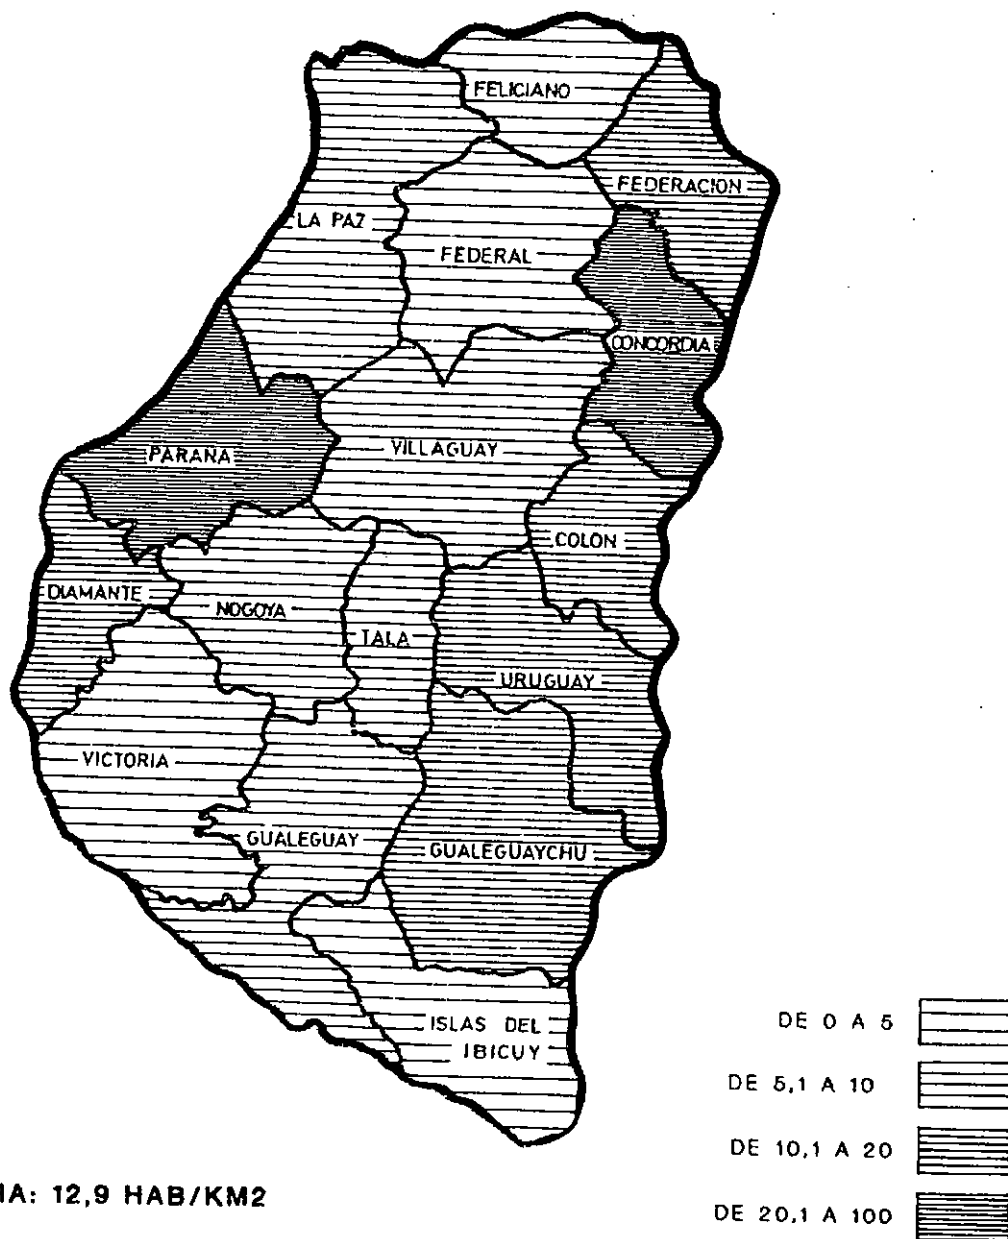 FELICIANO
FEDERACION
LA PAZ
FEDERAL
CONCORDIA
VILLAGUAY
PARANA
COLON
DIAMANTE
NOGOYA
TALA
URUGUAY
VICTORIA
GUALEGUAY
GUALEGUAYCHU
ISLAS DEL
IBICUY
DE 0 A 5
DE 5,1 A 10
DE 10,1 A 20
DE 20,1 A 100
IA: 12,9 HAB/KM2